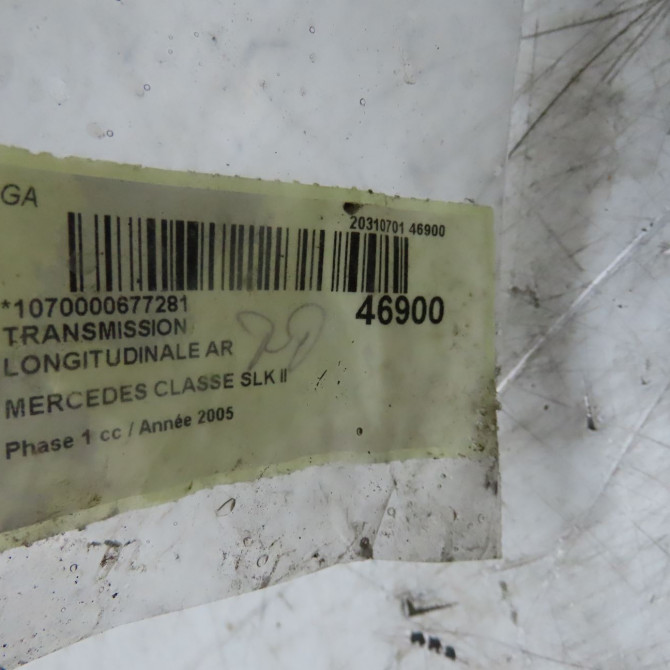 GA
20310701 46900
*1070000677281
46900
TRANSMISSION
LONGITUDINALE AR
MERCEDES CLASSE SLK II
Phase 1 cc / Année 2005